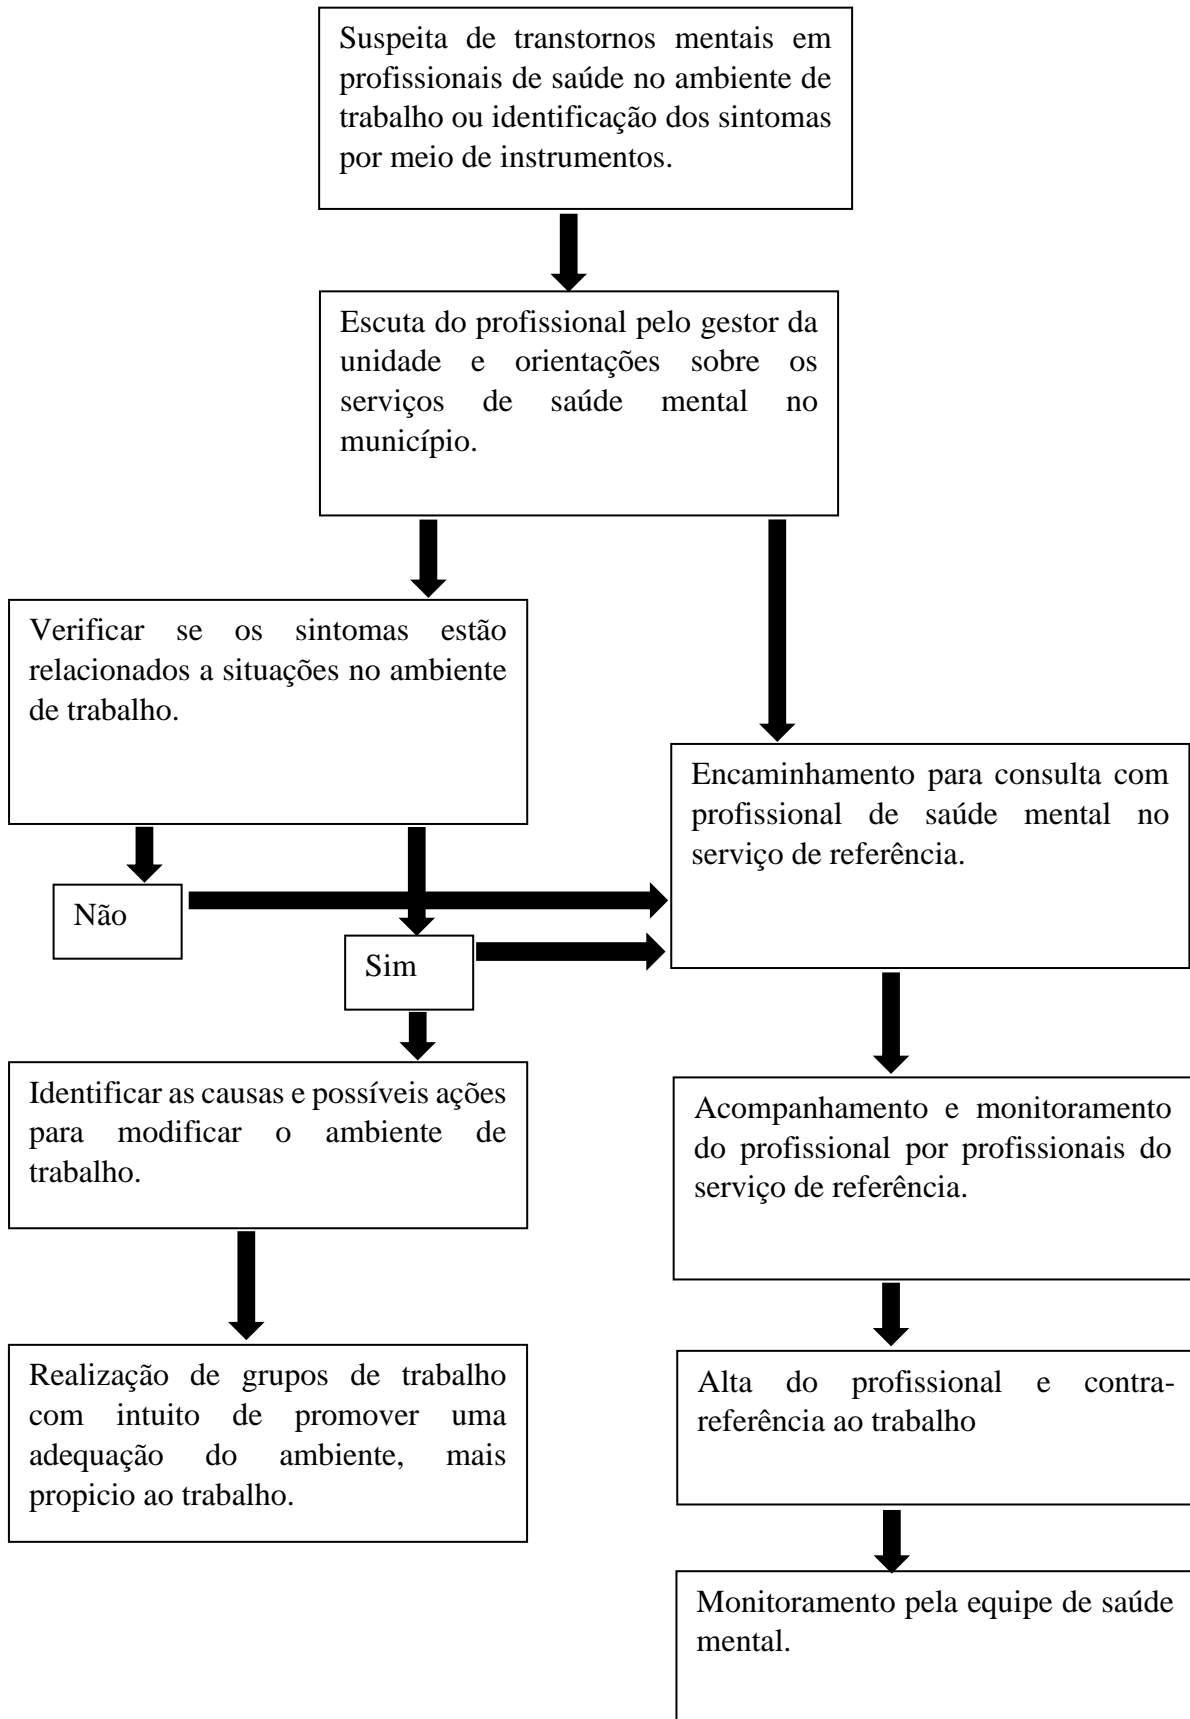 Suspeita de transtornos mentais em
profissionais de saúde no ambiente de
trabalho ou identificação dos sintomas
por meio de instrumentos.
Escuta do profissional pelo gestor da
unidade e orientações sobre os
serviços de saúde mental no
município.
Verificar se os sintomas estão
relacionados a situações no ambiente
de trabalho.
Encaminhamento para consulta com
profissional de saúde mental no
serviço de referência.
Não
Sim
Identificar as causas e possíveis ações
para modificar o ambiente de
trabalho.
Acompanhamento e monitoramento
do profissional por profissionais do
serviço de referência.
Realização de grupos de trabalho
com intuito de promover uma
adequação do ambiente, mais
propicio ao trabalho.
Alta do profissional e contra-
referência ao trabalho
Monitoramento pela equipe de saúde
mental.